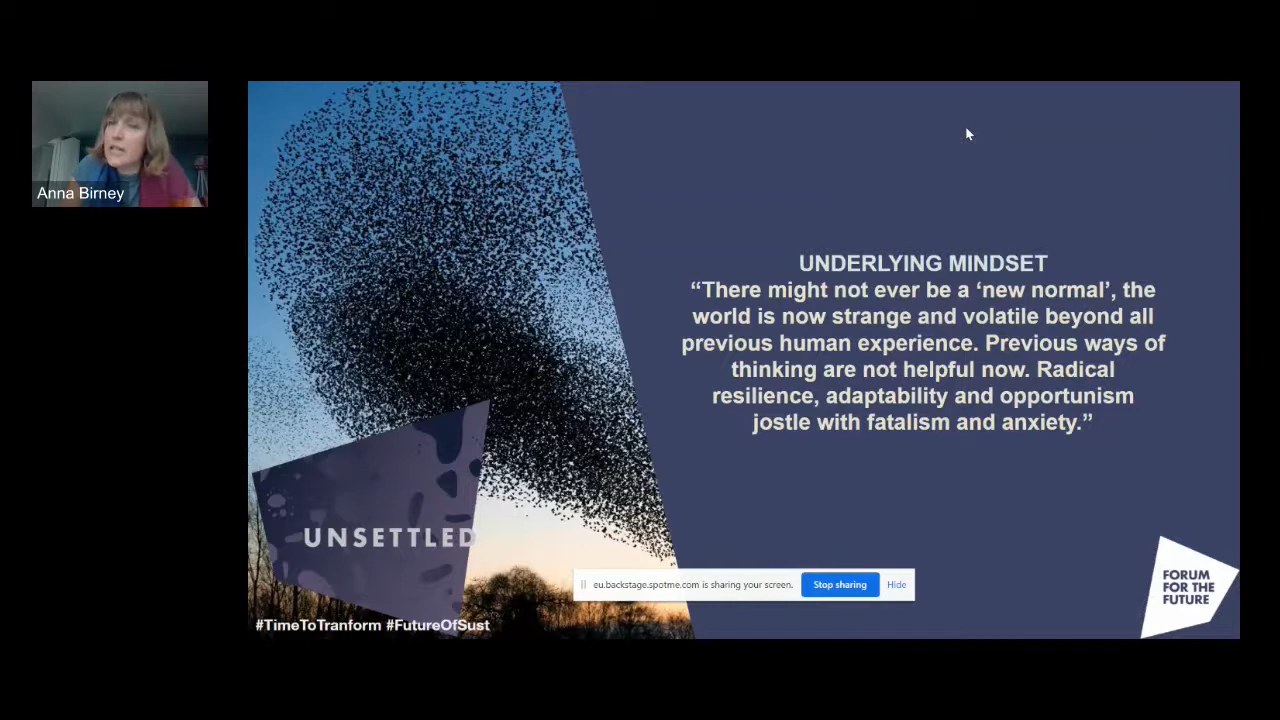 Anna Birney
UNDERLYING MINDSET
“There might not ever be a ‘new normal’, the
world is now strange and volatile beyond all
previous human experience. Previous ways of
thinking are not helpful now. Radical
resilience, adaptability and opportunism
jostle with fatalism and anxiety.”
UNSETTLED
eu.backstage.spotme.com is sharing your screen.
Stop sharing
Hide
FORUM
FOR THE
FUTURE
#TimeToTranform #FutureOfSust